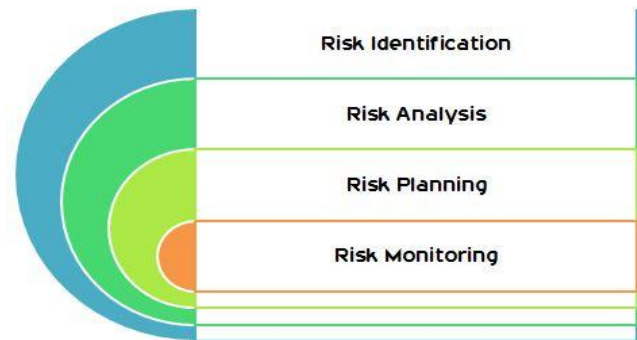 Risk Identification
Risk Analysis
Risk Planning
Risk Monitoring